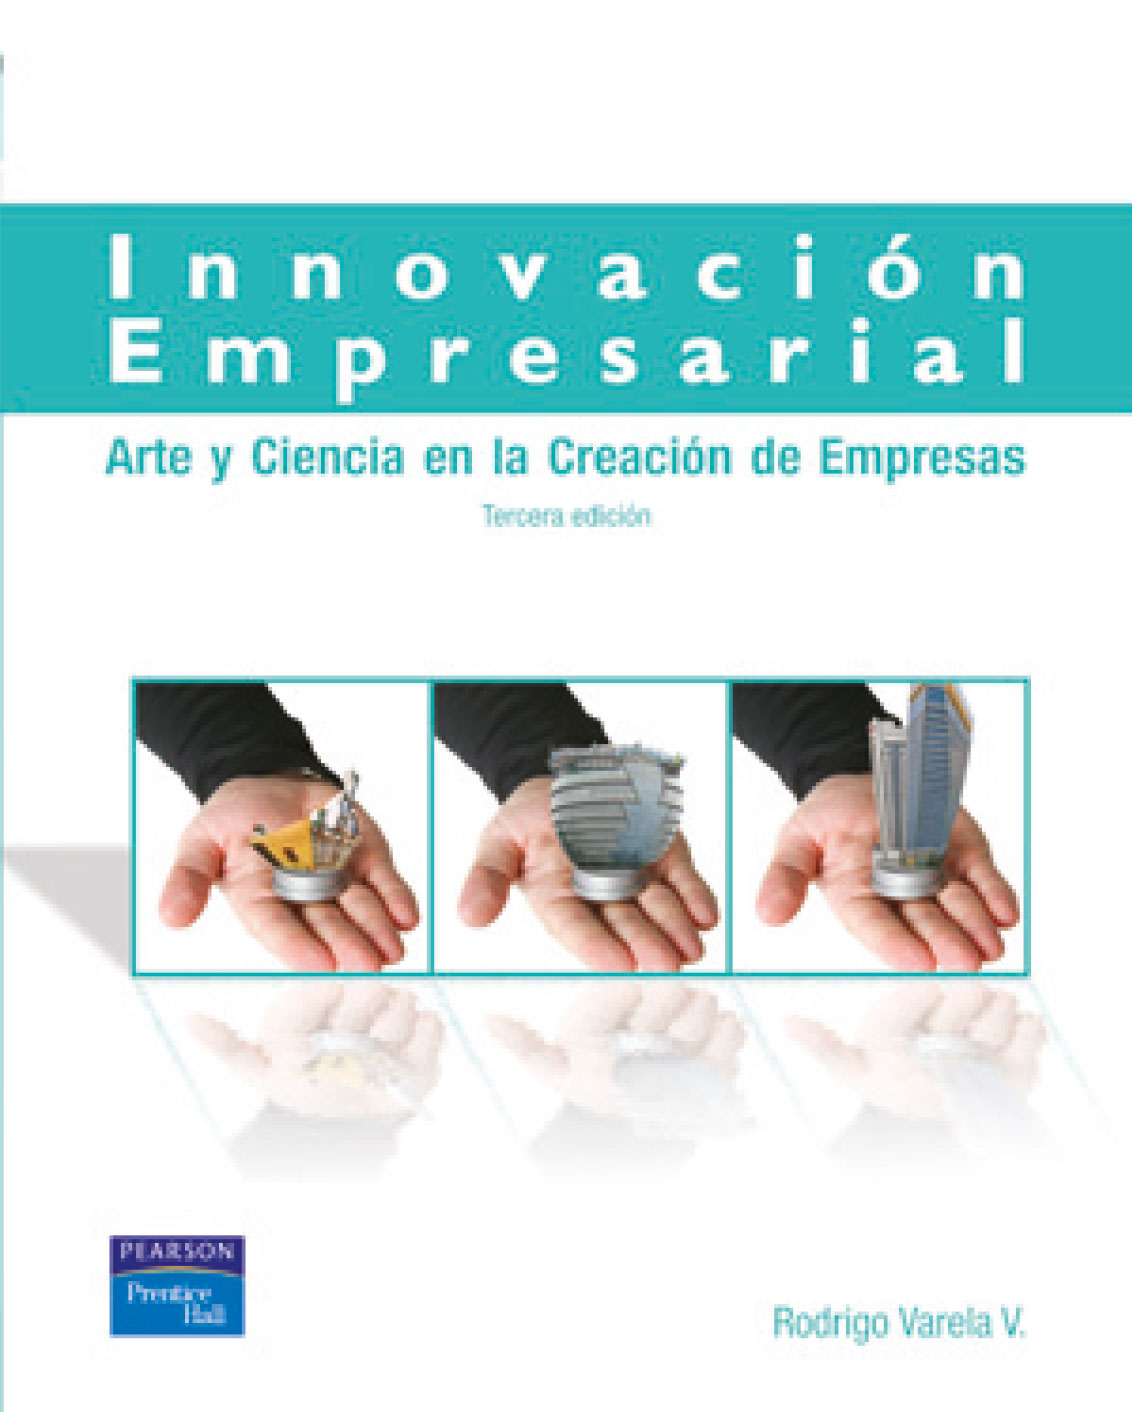 Innovación
Empresarial
Arte y Ciencia en la Creación de Empresas
Tercera edición
PEARSON
Prentice
Hall
Rodrigo Varela V.